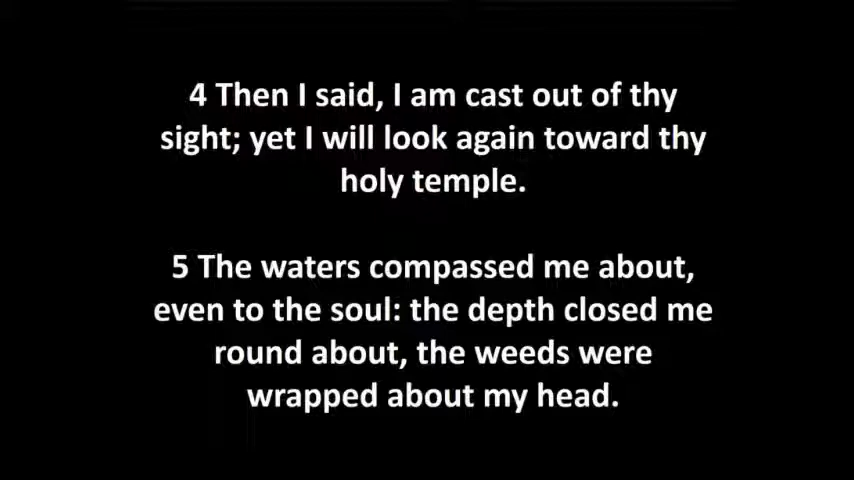 4 Then I said, I am cast out of thy
sight; yet I will look again toward thy
holy temple.
5 The waters compassed me about,
even to the soul: the depth closed me
round about, the weeds were
wrapped about my head.